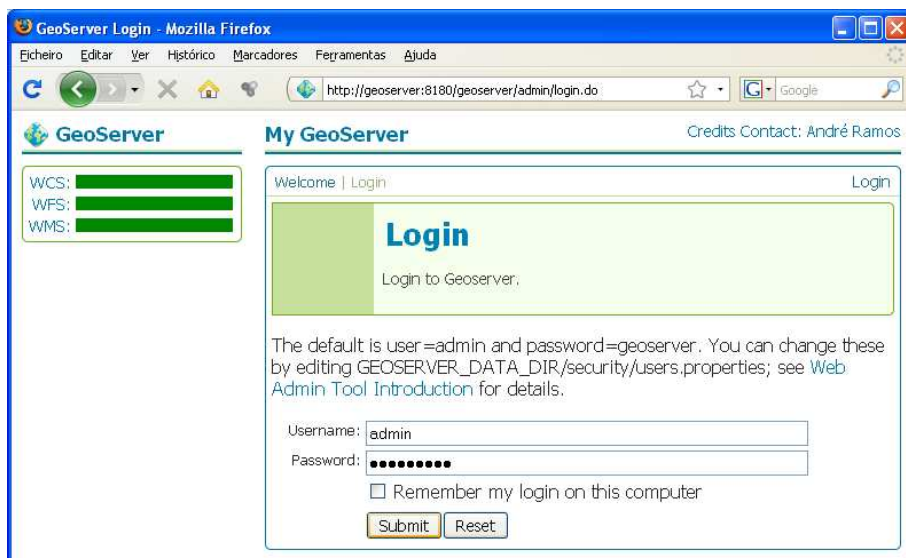 GeoServer Login - Mozilla Firefox
Ficheiro Editar Ver Histórico Marcadores Ferramentas Ajuda
http://geoserver:8180/geoserver/admin/login.do
G Google
GeoServer
My GeoServer
Credits Contact: André Ramos
WCS:
WFS:
WMS:
Welcome | Login
Login
Login
Login to Geoserver.
The default is user=admin and password=geoserver. You can change these
by editing GEOSERVER_DATA_DIR/security/users.properties; see Web
Admin Tool Introduction for details.
Username: admin
Password: •••••••••
Remember my login on this computer
Submit Reset